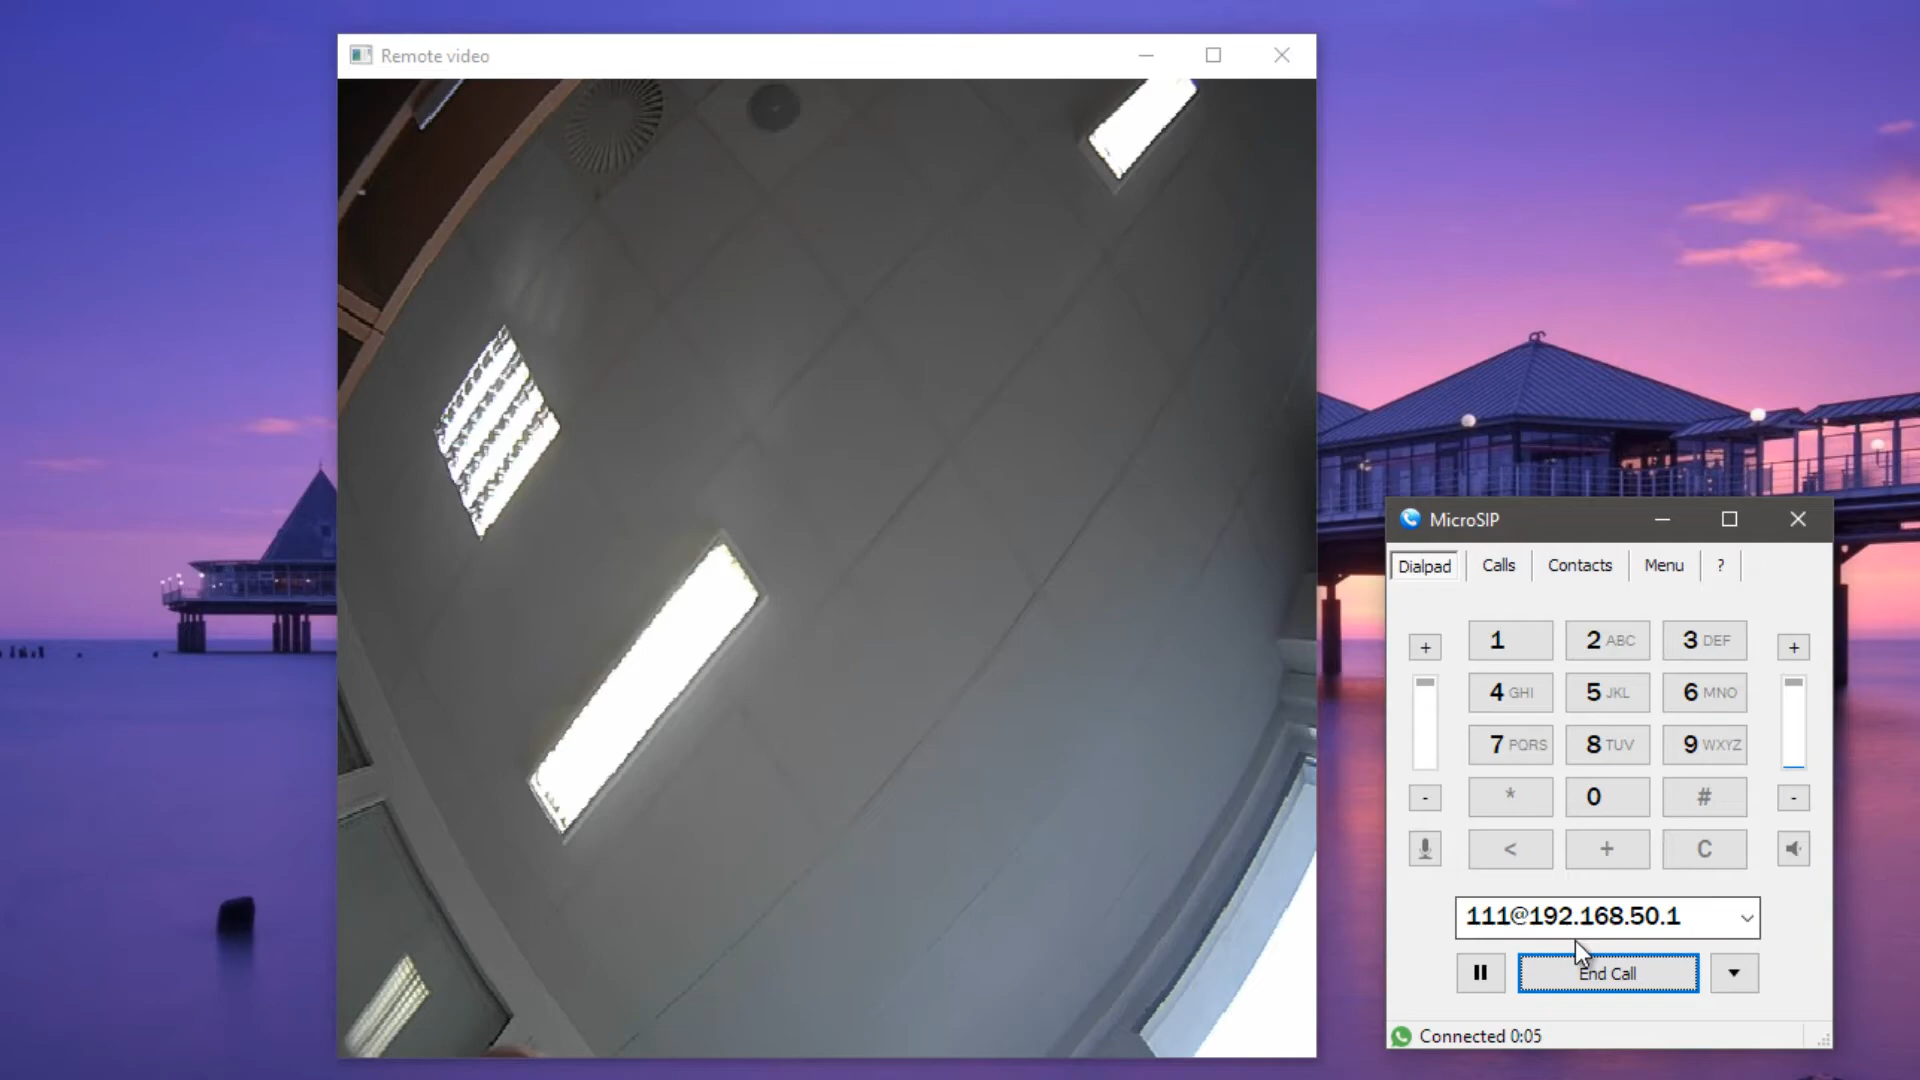 Remote video
MicroSIP
Dialpad Calls Contacts Menu ?
+ 1 2 ABC 3 DEF +
4 GHI 5 JKL 6 MNO
7 PQRS 8 TUV 9 WXYZ
- * 0 # -
< + C
111@192.168.50.1
End Call
Connected 0:05